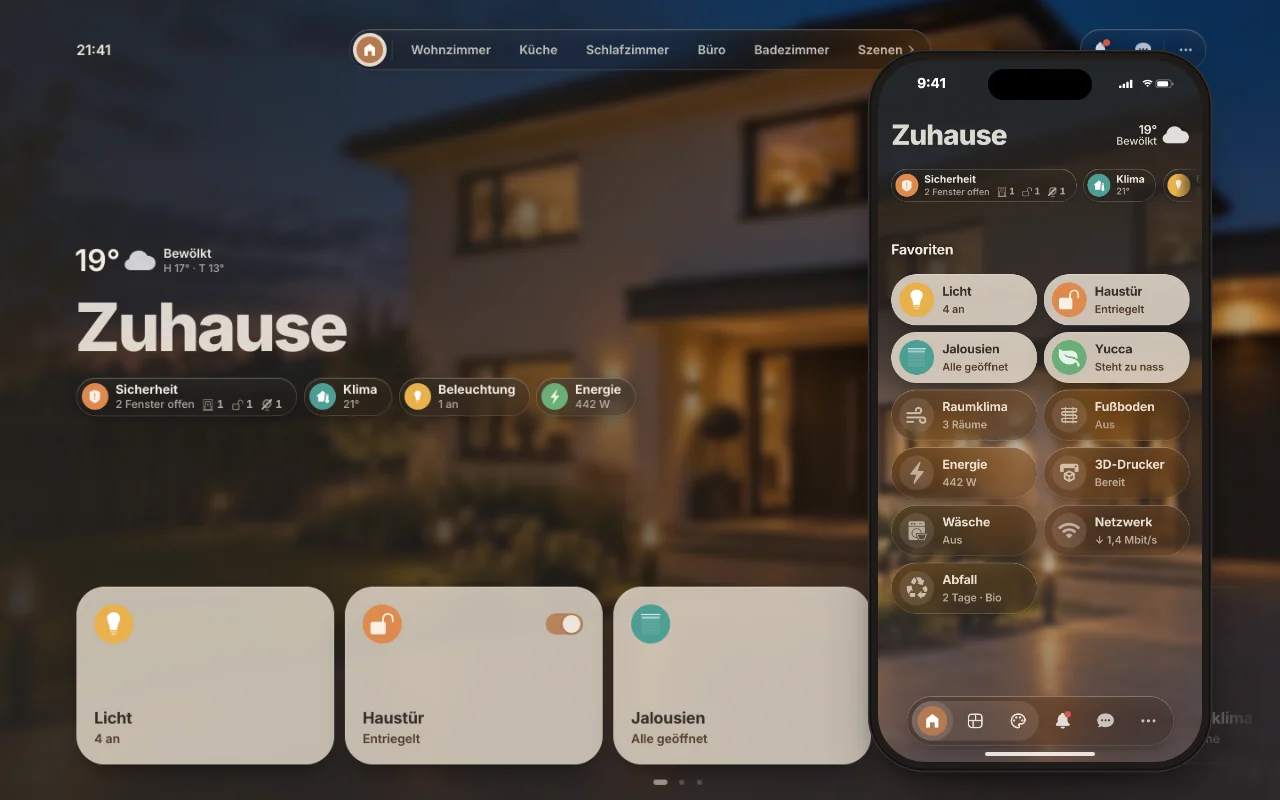 21:41
Wohnzimmer Küche Schlafzimmer Büro Badezimmer Szenen
19° Bewölkt
H 17° · T 13°
Zuhause
Sicherheit
2 Fenster offen 1 1 1
Klima
21°
Beleuchtung
1 an
Energie
442 W
Licht
4 an
Haustür
Entriegelt
Jalousien
Alle geöffnet
klima
9:41
Zuhause
19°
Bewölkt
Sicherheit
2 Fenster offen 1 1 1
Klima
21°
Favoriten
Licht
4 an
Haustür
Entriegelt
Jalousien
Alle geöffnet
Yucca
Steht zu nass
Raumklima
3 Räume
Fußboden
Aus
Energie
442 W
3D-Drucker
Bereit
Wäsche
Aus
Netzwerk
↓ 1,4 Mbit/s
Abfall
2 Tage · Bio